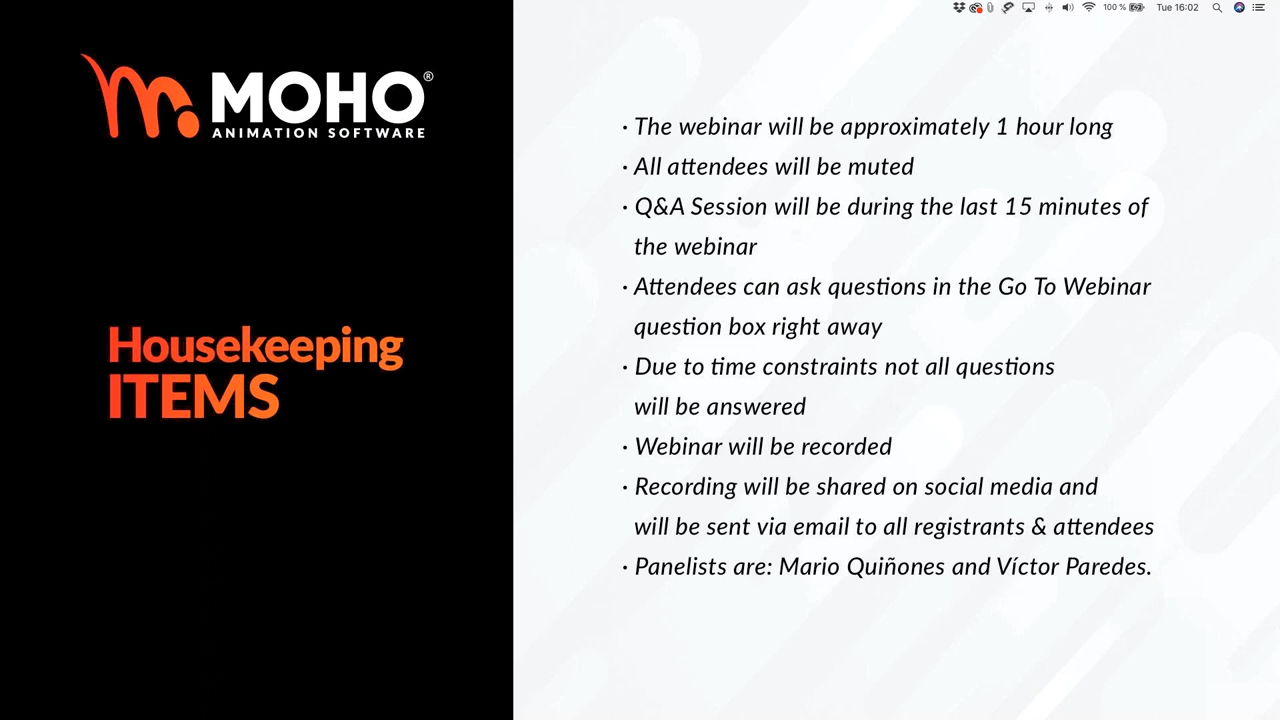 100 %
Tue 16:02
MOHO®
ANIMATION SOFTWARE
Housekeeping
ITEMS
· The webinar will be approximately 1 hour long
· All attendees will be muted
· Q&A Session will be during the last 15 minutes of
the webinar
· Attendees can ask questions in the Go To Webinar
question box right away
· Due to time constraints not all questions
will be answered
· Webinar will be recorded
· Recording will be shared on social media and
will be sent via email to all registrants & attendees
· Panelists are: Mario Quiñones and Víctor Paredes.